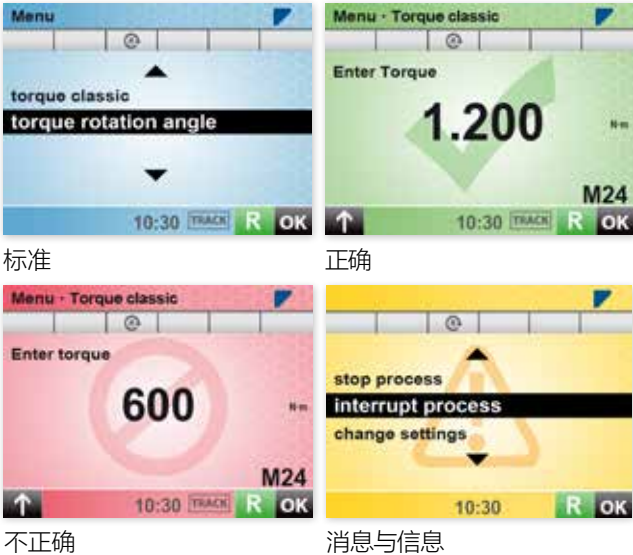 Menu
torque classic
torque rotation angle
10:30 TRACK R OK
标准
Menu · Torque classic
Enter Torque
1.200 N·m
M24
10:30 TRACK R OK
正确
Menu · Torque classic
Enter torque
600 N·m
M24
10:30 TRACK R OK
不正确
stop process
interrupt process
change settings
10:30 R OK
消息与信息